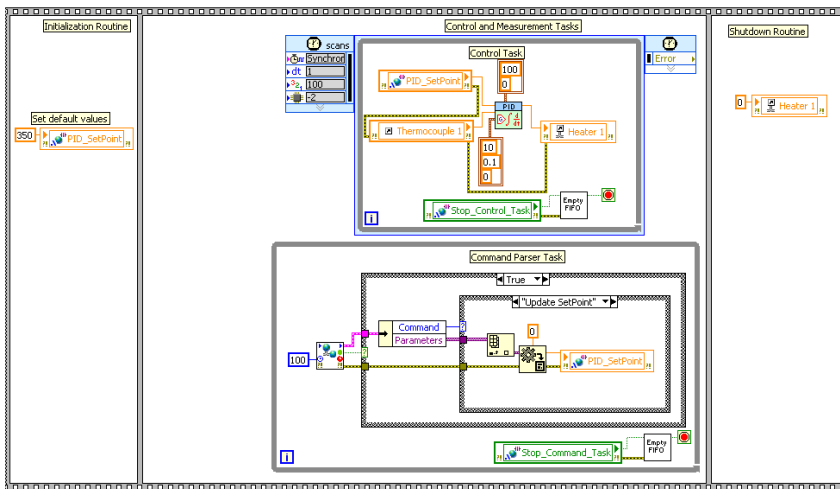 Initialization Routine
Set default values
350
PID_SetPoint
Control and Measurement Tasks
scans
Synchror
dt
1
100
-2
Error
Control Task
100
0
PID_SetPoint
PID
Thermocouple 1
Heater 1
10
0.1
0
Stop_Control_Task
Empty
FIFO
i
Command Parser Task
True
"Update SetPoint"
Command
Parameters
?
?
0
100
PID_SetPoint
Stop_Command_Task
Empty
FIFO
i
Shutdown Routine
0
Heater 1